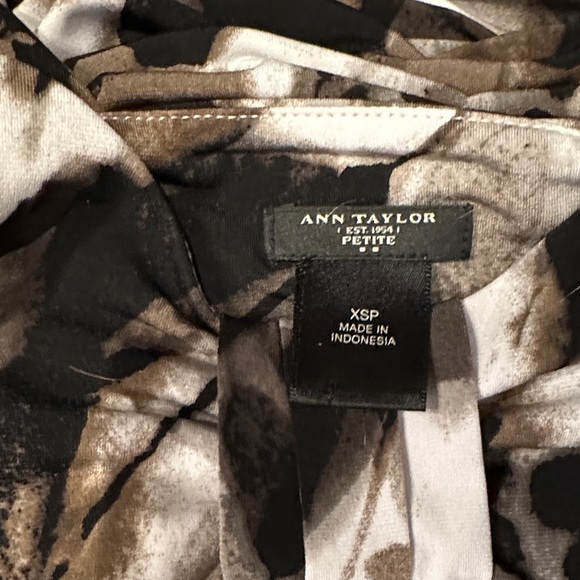 ANN TAYLOR
EST. 1954
PETITE
XSP
MADE IN
INDONESIA